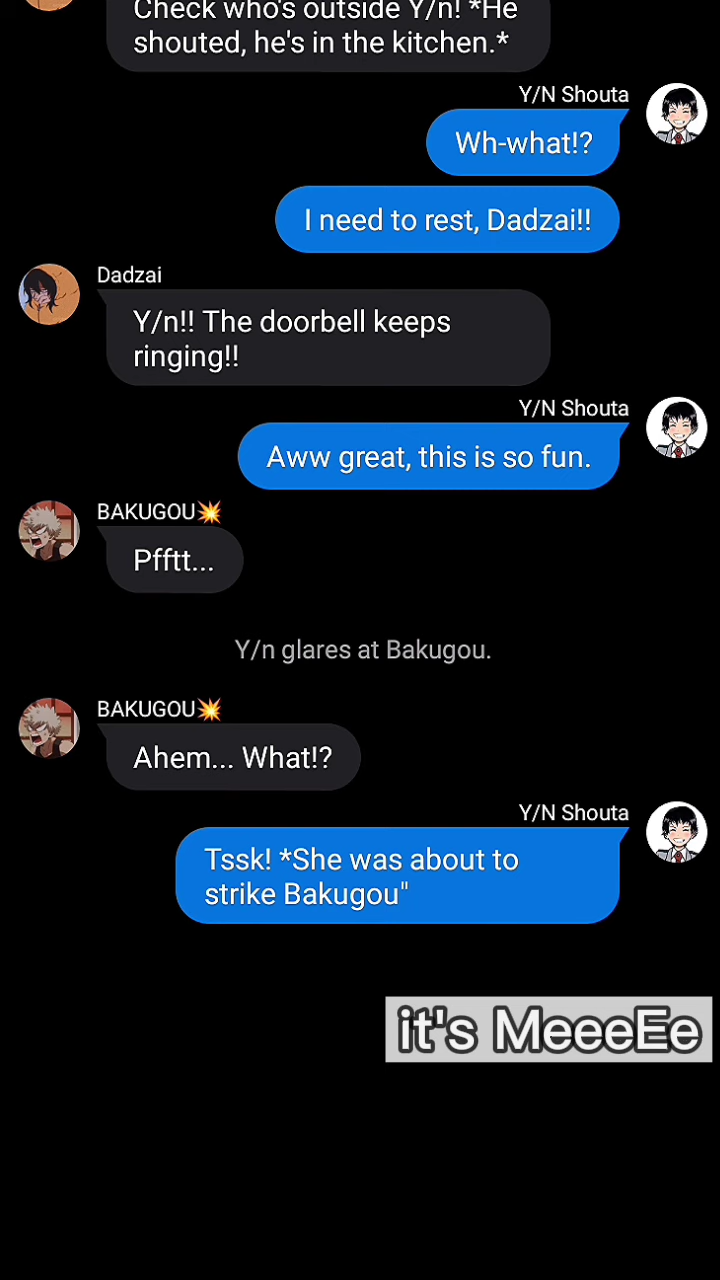 Check who's outside Y/n! *He
shouted, he's in the kitchen.*
Y/N Shouta
Wh-what!?
I need to rest, Dadzai!!
Dadzai
Y/n!! The doorbell keeps
ringing!!
Y/N Shouta
Aww great, this is so fun.
BAKUGOU💥
Pfftt...
Y/n glares at Bakugou.
BAKUGOU💥
Ahem... What!?
Y/N Shouta
Tssk! *She was about to
strike Bakugou"
it's MeeeEe